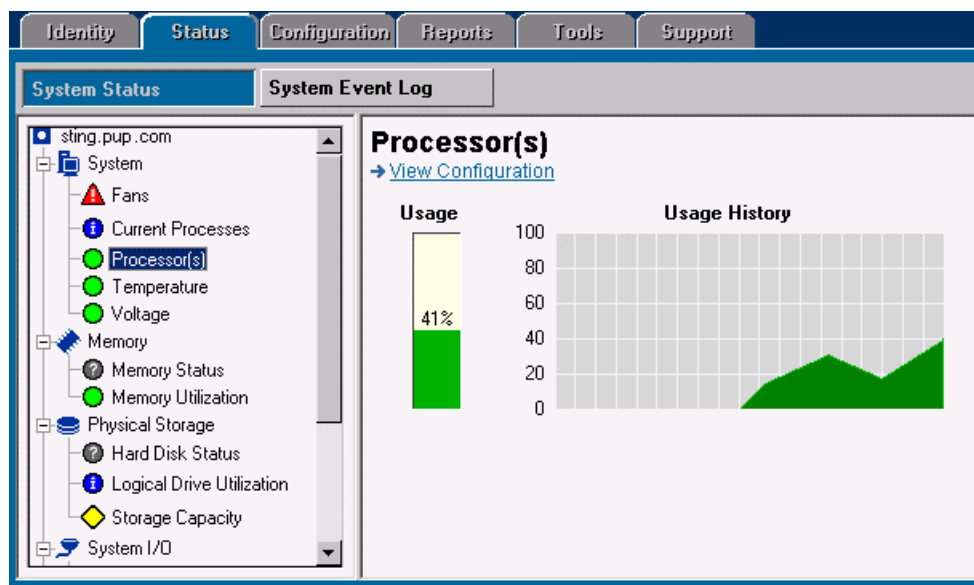 Identity Status Configuration Reports Tools Support
System Status System Event Log
sting.pup.com
System
Fans
Current Processes
Processor(s)
Temperature
Voltage
Memory
Memory Status
Memory Utilization
Physical Storage
Hard Disk Status
Logical Drive Utilization
Storage Capacity
System I/O
Processor(s)
View Configuration
Usage
41%
Usage History
100
80
60
40
20
0